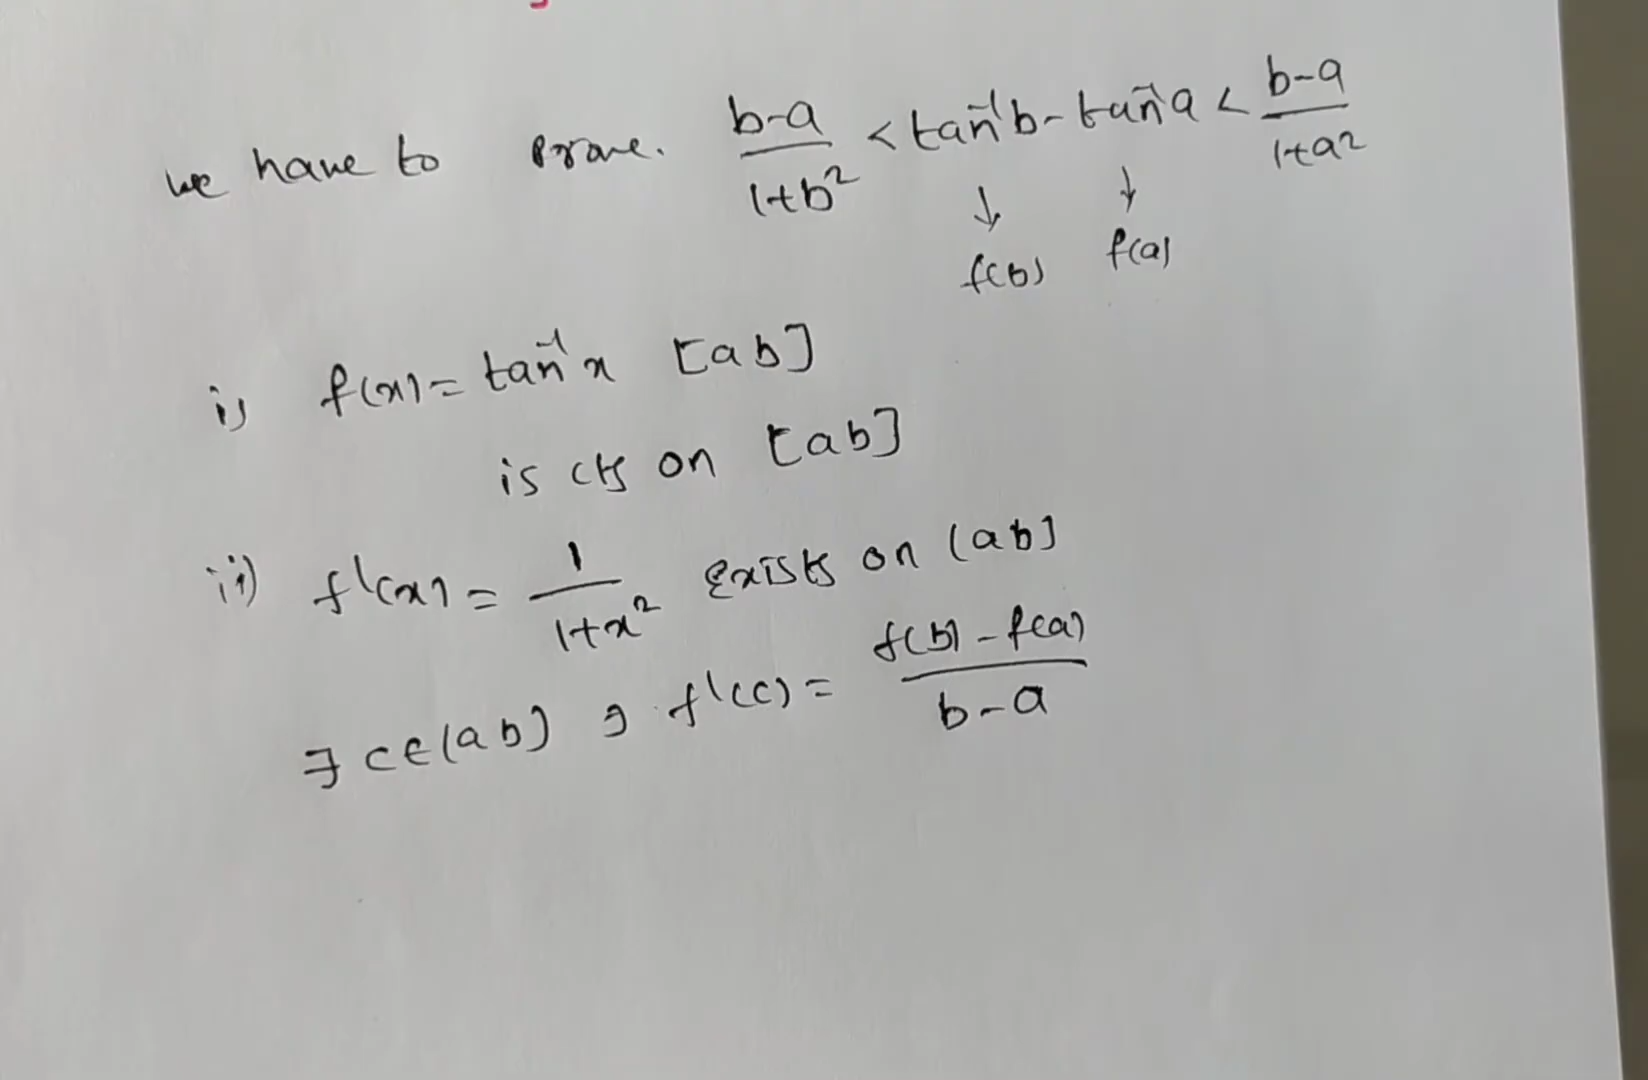 we have to prove. b-a/1+b² < tan⁻¹b - tan⁻¹a < b-a/1+a²
↓ ↓
f(b) f(a)
i) f(x) = tan⁻¹x [a b]
is cts on [a b]
ii) f'(x) = 1/1+x² exists on (a b)
∃ c∈(a b) ∋ f'(c) = f(b) - f(a)/b-a